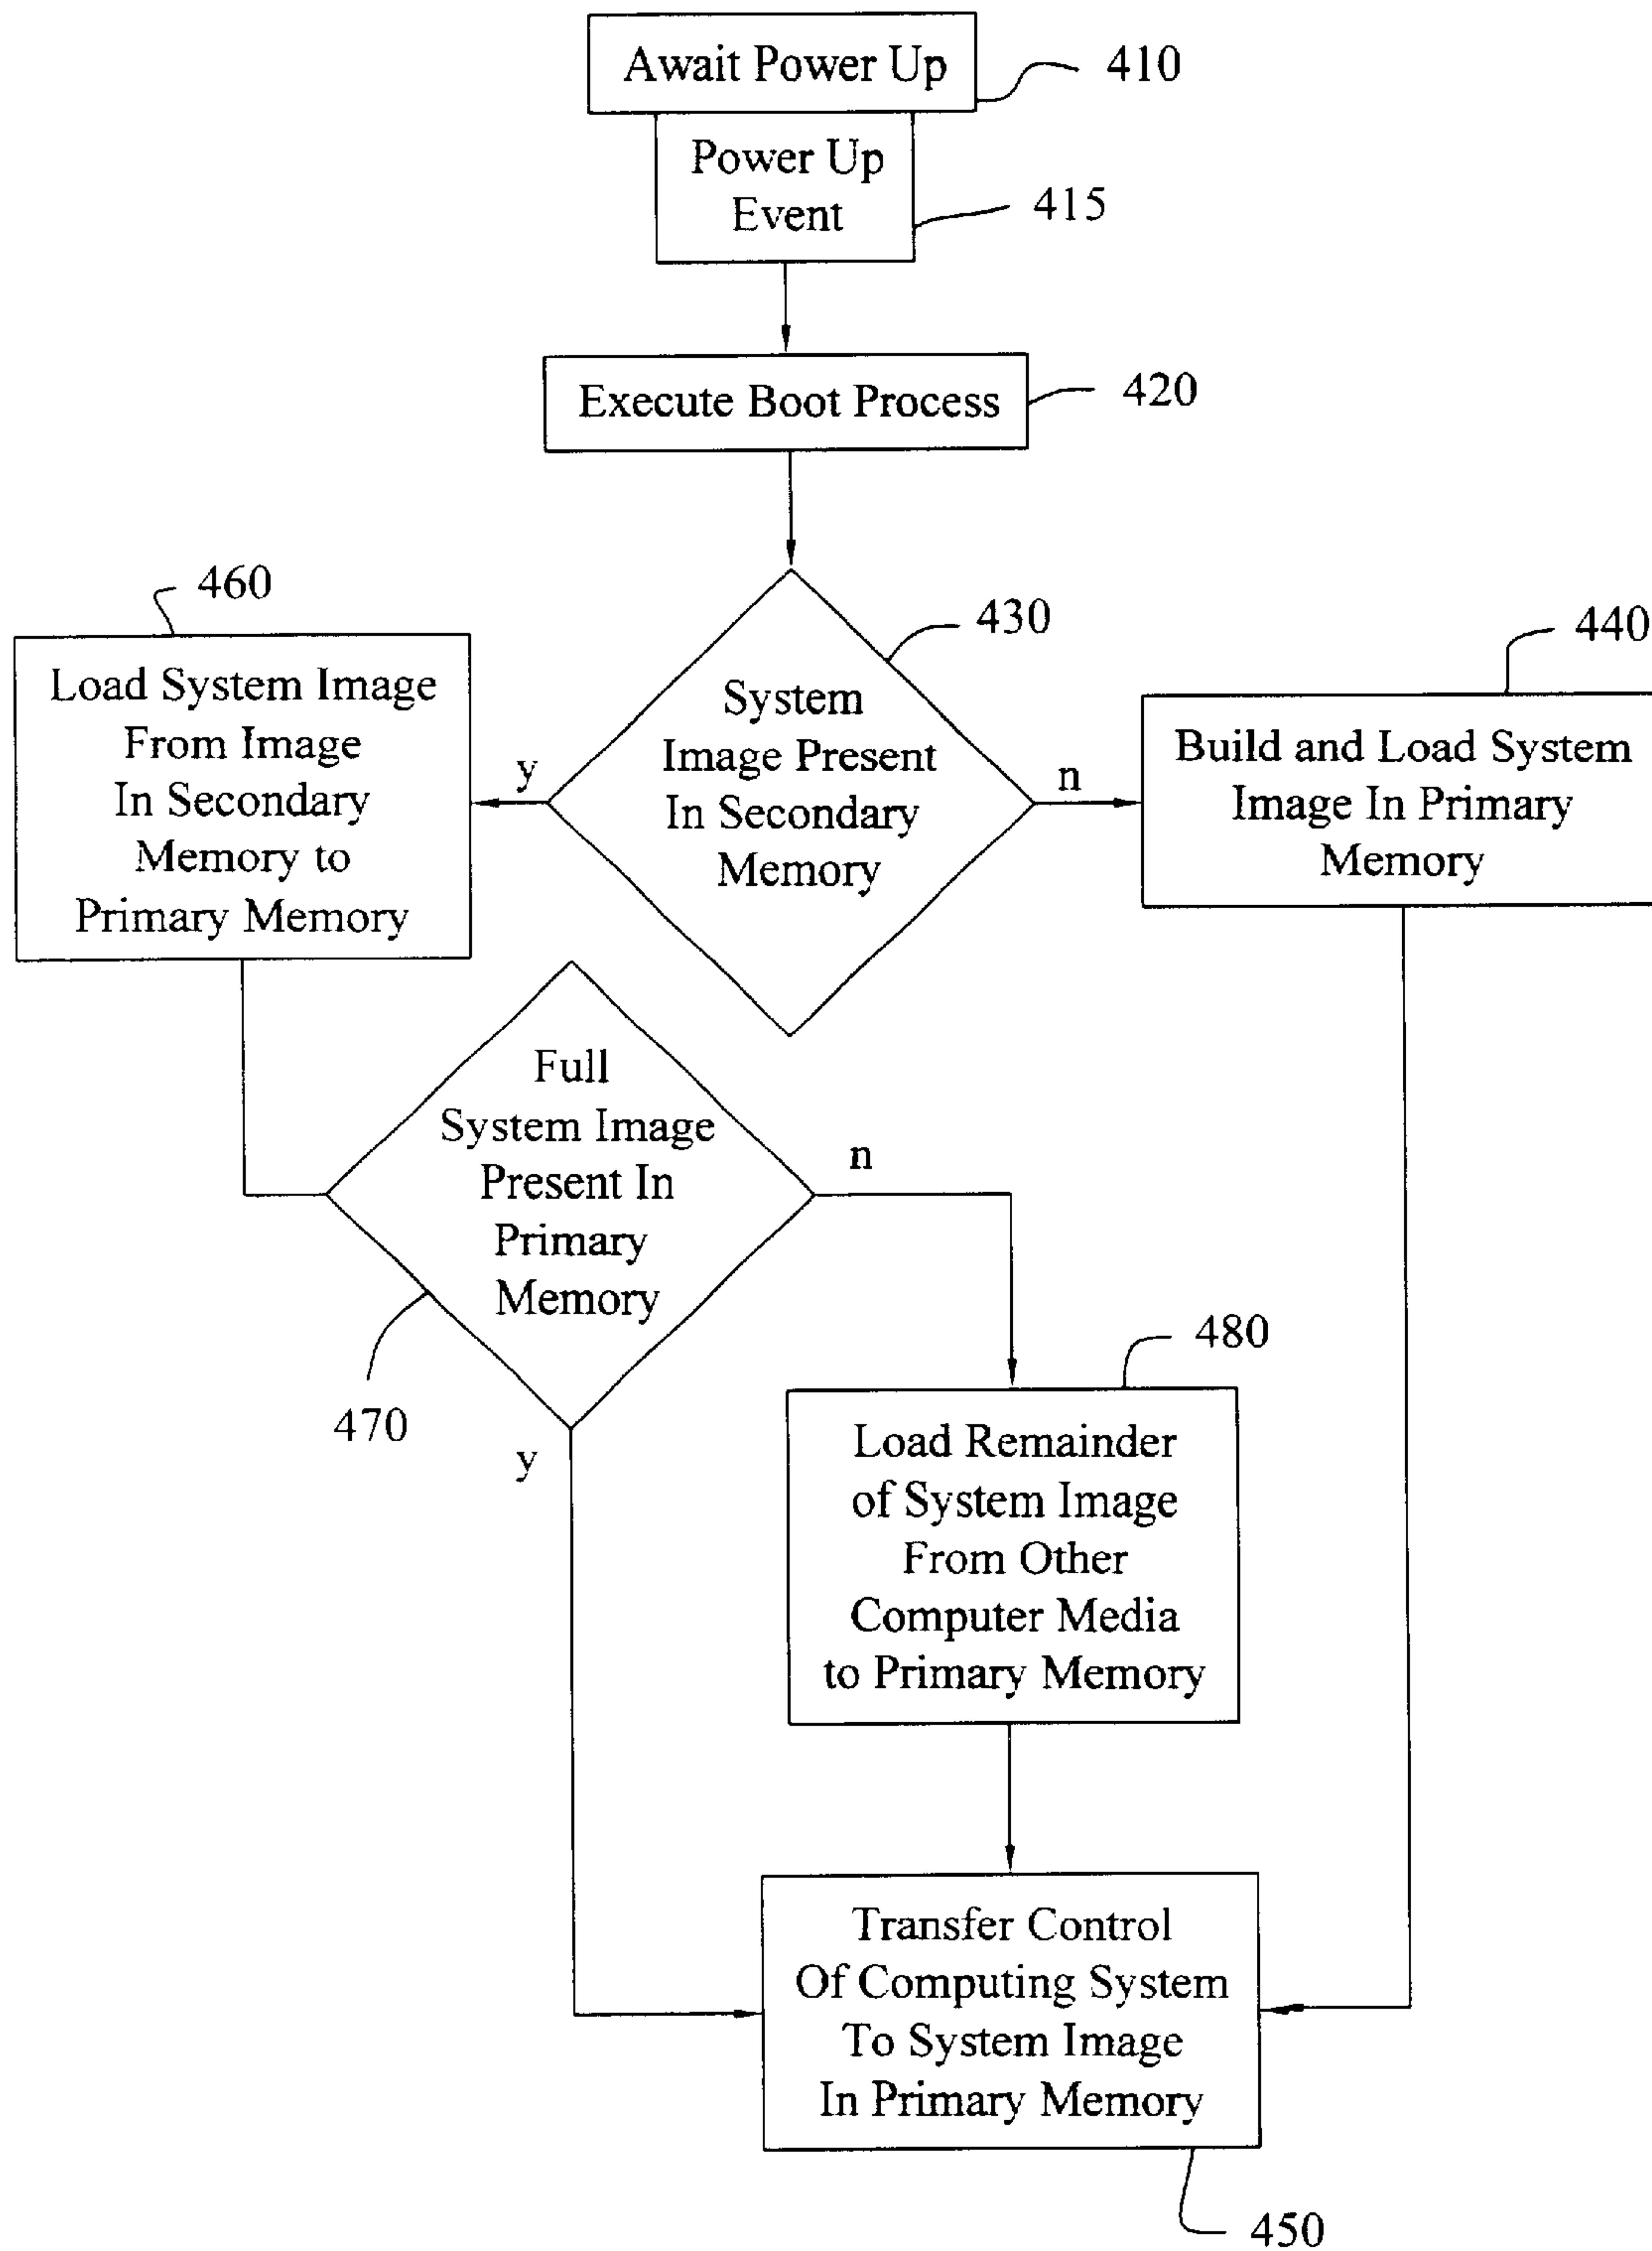 Await Power Up
410
Power Up
Event
415
Execute Boot Process
420
460
430
440
Load System Image
From Image
In Secondary
Memory to
Primary Memory
y
System
Image Present
In Secondary
Memory
n
Build and Load System
Image In Primary
Memory
Full
System Image
Present In
Primary
Memory
n
470
y
480
Load Remainder
of System Image
From Other
Computer Media
to Primary Memory
Transfer Control
Of Computing System
To System Image
In Primary Memory
450